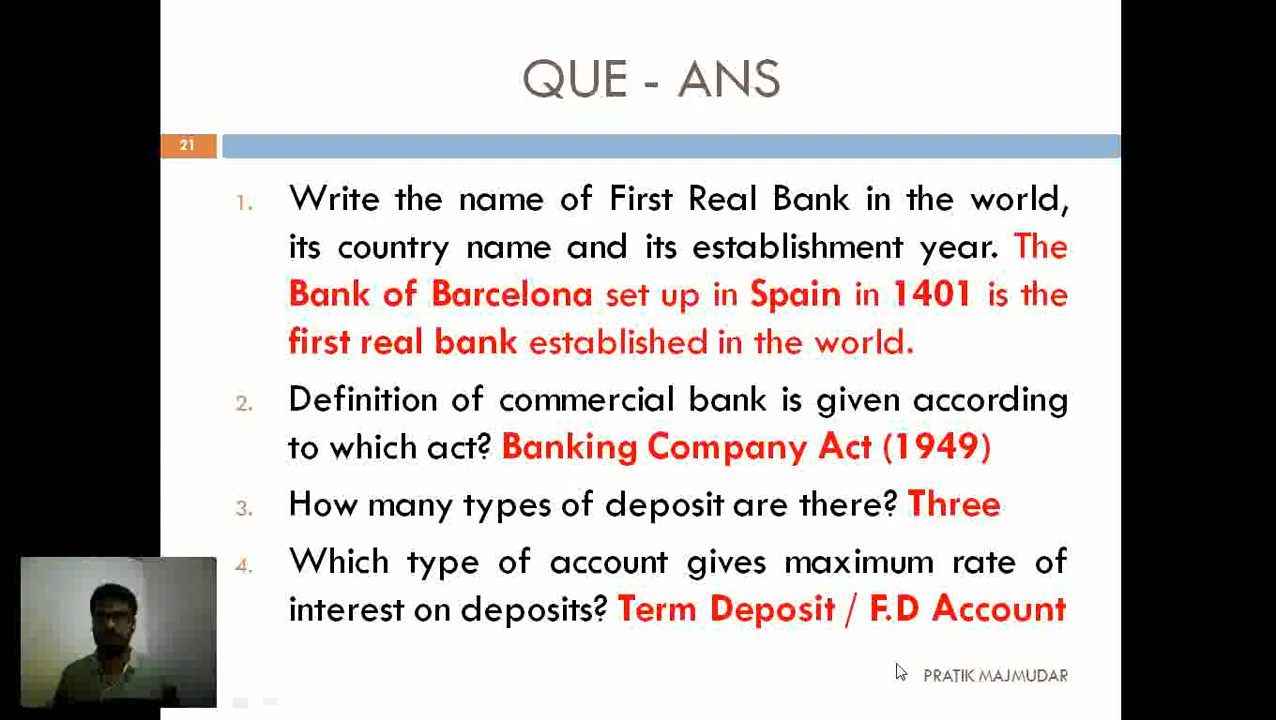 QUE - ANS
21
1. Write the name of First Real Bank in the world,
its country name and its establishment year. The
Bank of Barcelona set up in Spain in 1401 is the
first real bank established in the world.
2. Definition of commercial bank is given according
to which act? Banking Company Act (1949)
3. How many types of deposit are there? Three
4. Which type of account gives maximum rate of
interest on deposits? Term Deposit / F.D Account
PRATIK MAJMUDAR